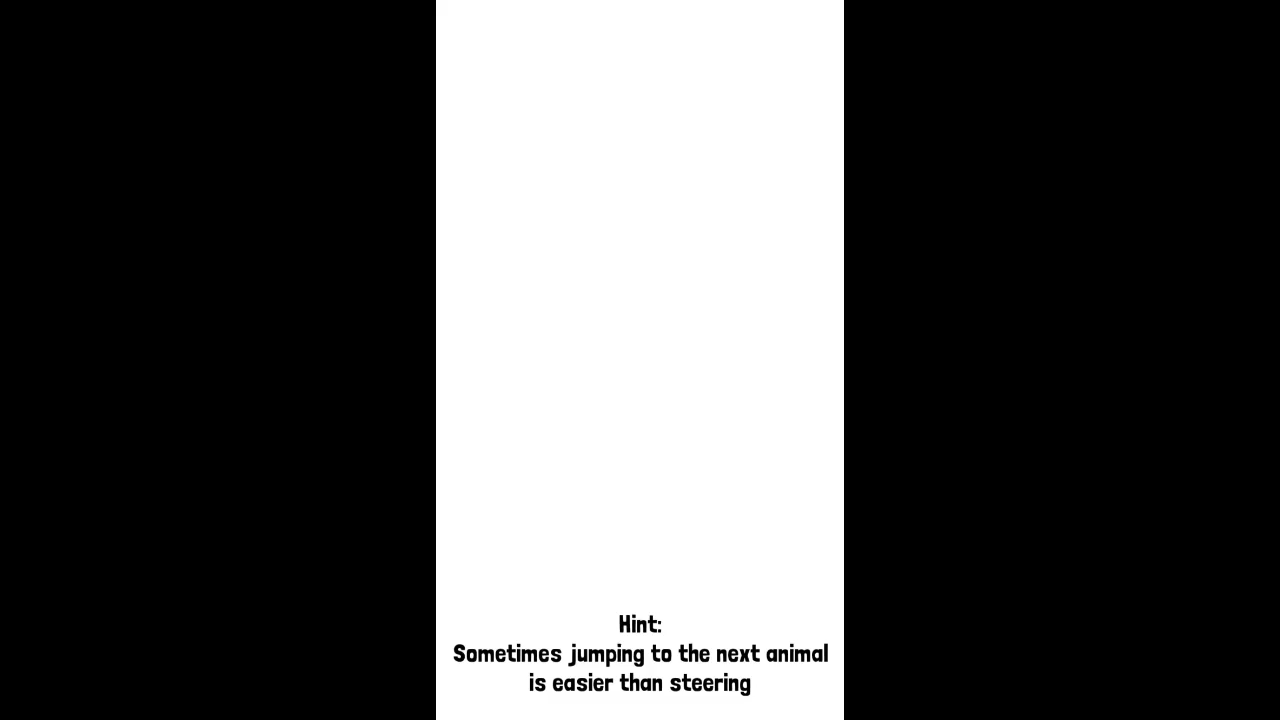 Hint:
Sometimes jumping to the next animal
is easier than steering